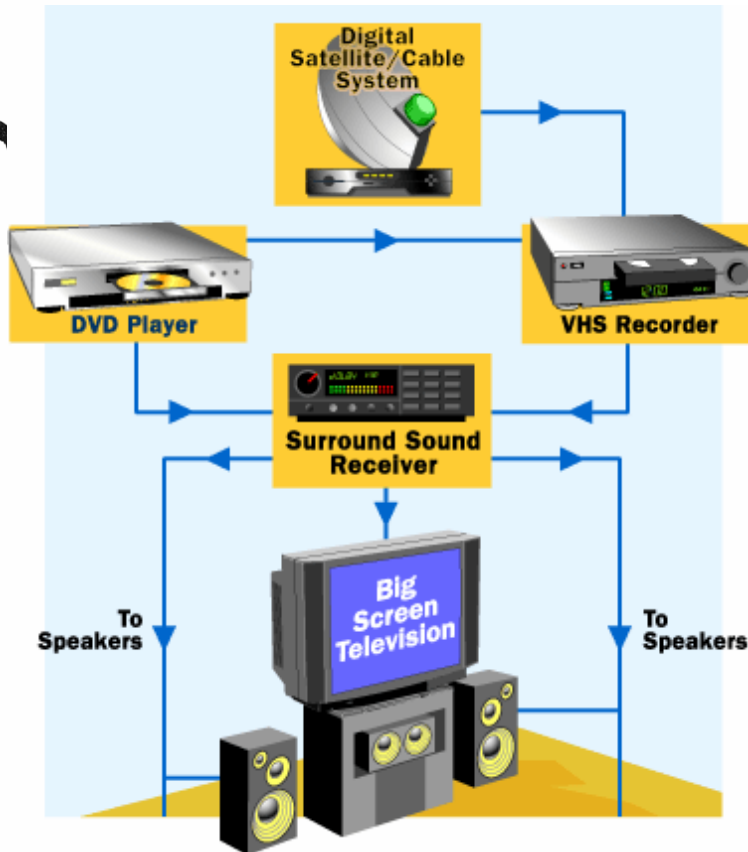 Digital
Satellite/Cable
System
DVD Player
VHS Recorder
Surround Sound
Receiver
Big
Screen
Television
To
Speakers
To
Speakers